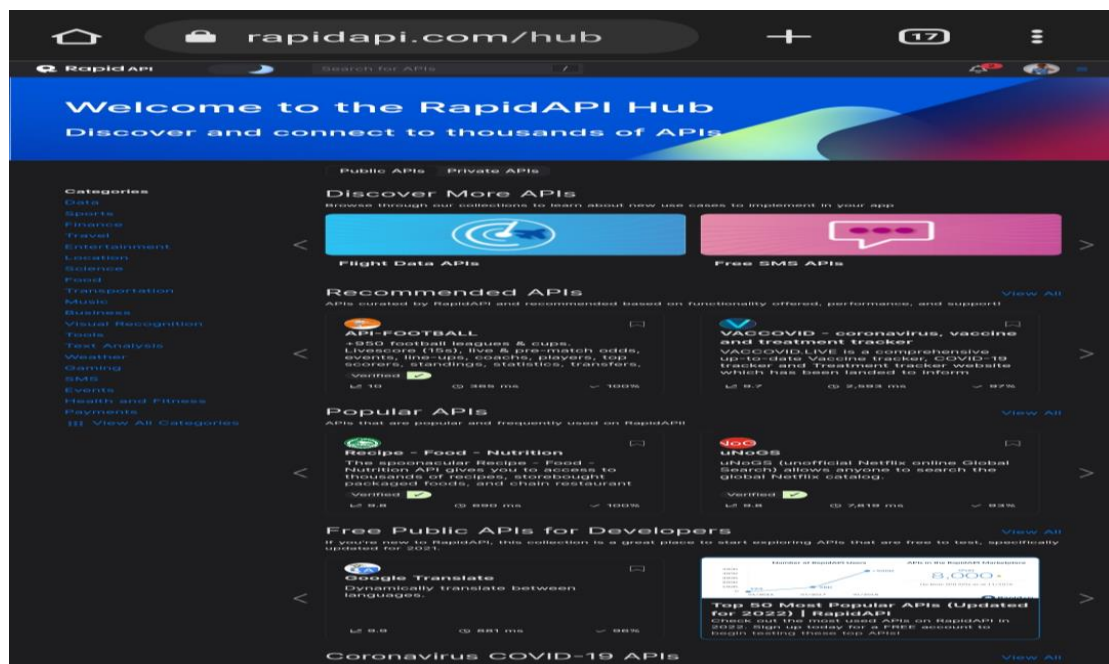 rapidapi.com/hub
17
Rapid API
Search for APIs
/
Welcome to the RapidAPI Hub
Discover and connect to thousands of APIs
Public APIs
Private APIs
Categories
Data
Sports
Finance
Travel
Entertainment
Location
Science
Food
Transportation
Music
Business
Visual Recognition
Tools
Text Analysis
Weather
Gaming
SMS
Events
Health and Fitness
Payments
View All Categories
Discover More APIs
Browse through our collections to learn about new use cases to implement in your app
Flight Data APIs
Free SMS APIs
Recommended APIs
View All
APIs curated by RapidAPI and recommended based on functionality offered, performance, and support!
API-FOOTBALL
+950 football leagues & cups.
Livescore (15s), live & pre-match odds,
events, line-ups, coachs, players, top
scorers, standings, statistics, transfers,
Verified
10
385 ms
100%
VACCOVID - coronavirus, vaccine
and treatment tracker
VACCOVID.LIVE is a comprehensive
up-to-date Vaccine tracker, COVID-19
tracker and Treatment tracker website
which has been landed to inform
9.7
2,593 ms
97%
Popular APIs
View All
APIs that are popular and frequently used on RapidAPI!
Recipe - Food - Nutrition
The spoonacular Recipe - Food -
Nutrition API gives you to access to
thousands of recipes, storebought
packaged foods, and chain restaurant
Verified
9.9
690 ms
100%
NoG
uNoGS
uNoGS (unofficial Netflix online Global
Search) allows anyone to search the
global Netflix catalog.
Verified
9.8
7,819 ms
93%
Free Public APIs for Developers
View All
If you're new to RapidAPI, this collection is a great place to start exploring APIs that are free to test, specifically
updated for 2021.
Google Translate
Dynamically translate between
languages.
9.9
881 ms
96%
Number of RapidAPI Users
APIs in the RapidAPI Marketplace
8,000
Top 50 Most Popular APIs (Updated
for 2022) | RapidAPI
Check out the most used APIs on RapidAPI in
2022. Sign up today for a FREE account to
begin testing these top APIs!
Coronavirus COVID-19 APIs
View All